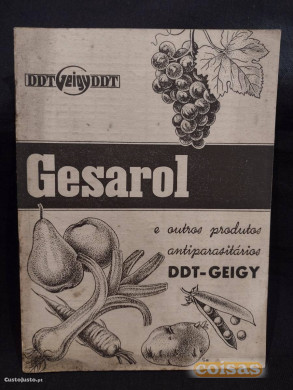 DDT Geigy DDT
Gesarol
e outros produtos
antiparasitários
DDT-GEIGY
CustoJusto.pt
coisas